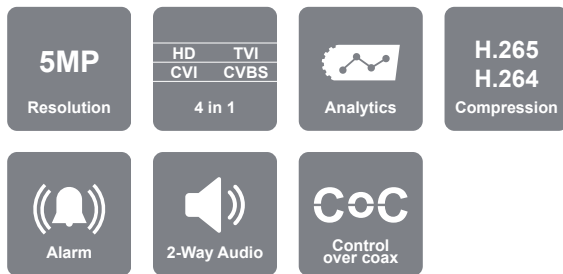 5MP
Resolution
HD TVI
CVI CVBS
4 in 1
Analytics
H.265
H.264
Compression
Alarm
2-Way Audio
CoC
Control
over coax